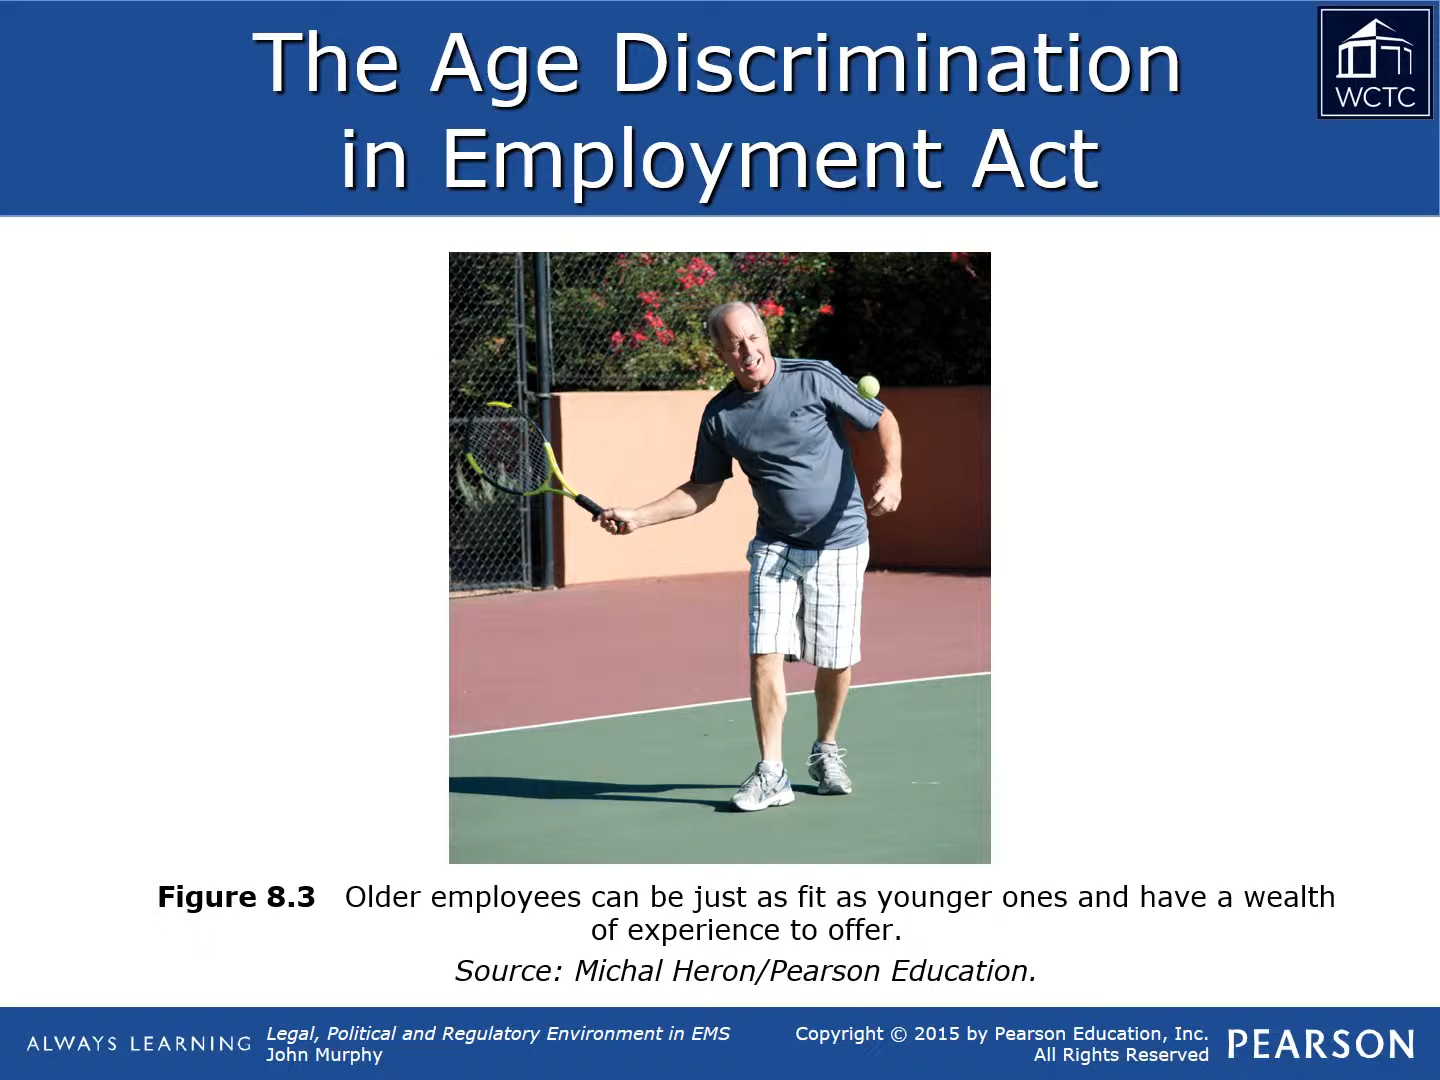 The Age Discrimination
in Employment Act
WCTC
Figure 8.3 Older employees can be just as fit as younger ones and have a wealth
of experience to offer.
Source: Michal Heron/Pearson Education.
ALWAYS LEARNING
Legal, Political and Regulatory Environment in EMS
John Murphy
Copyright © 2015 by Pearson Education, Inc.
All Rights Reserved
PEARSON